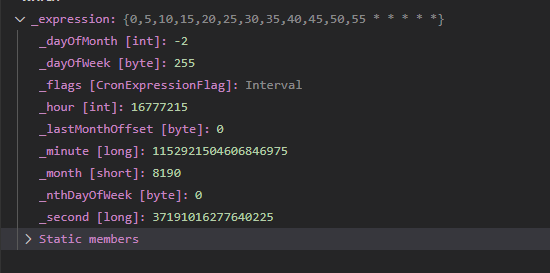 _expression: {0,5,10,15,20,25,30,35,40,45,50,55 * * * * *}
_dayOfMonth [int]: -2
_dayOfWeek [byte]: 255
_flags [CronExpressionFlag]: Interval
_hour [int]: 16777215
_lastMonthOffset [byte]: 0
_minute [long]: 1152921504606846975
_month [short]: 8190
_nthDayOfWeek [byte]: 0
_second [long]: 37191016277640225
Static members